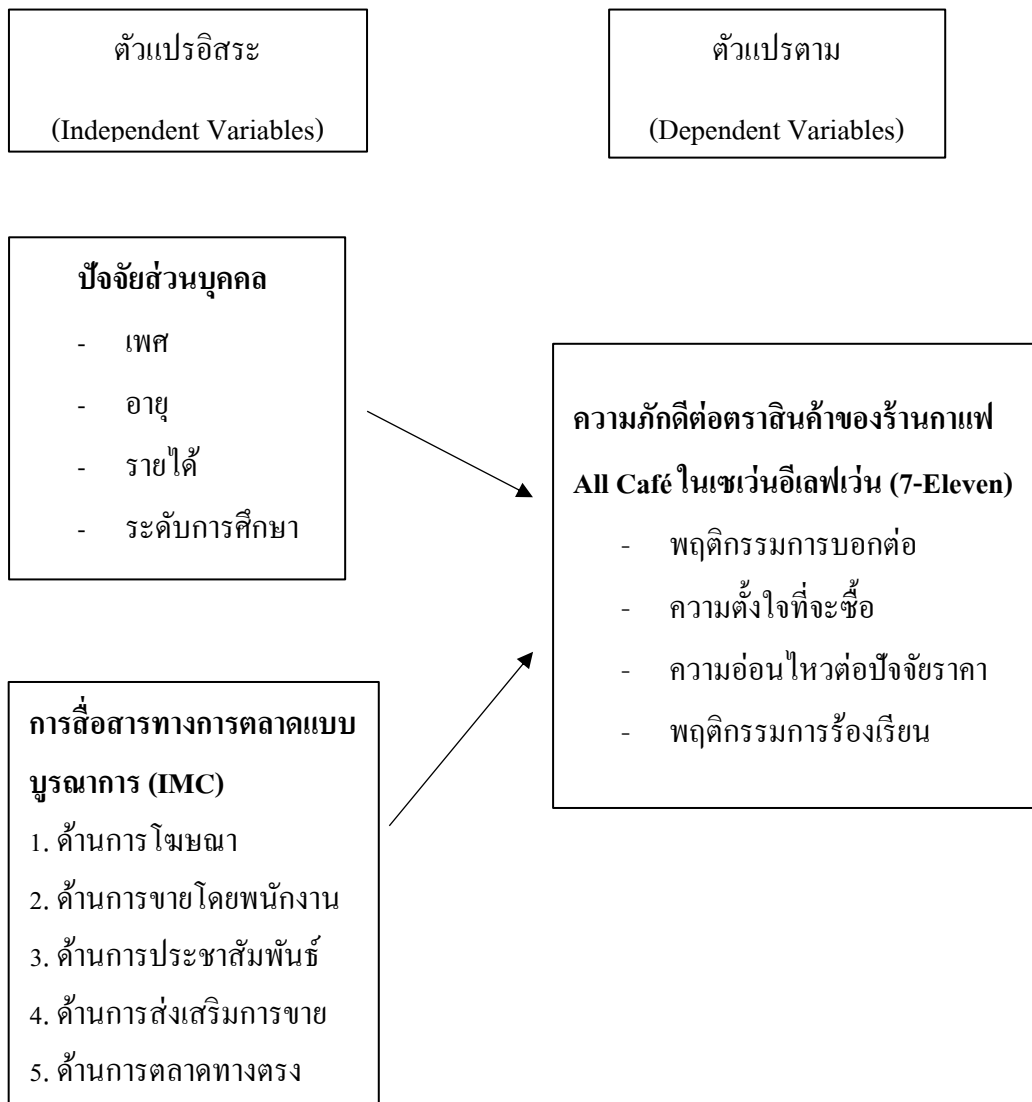 ตัวแปรอิสระ
(Independent Variables)
ตัวแปรตาม
(Dependent Variables)
ปัจจัยส่วนบุคคล
- เพศ
- อายุ
- รายได้
- ระดับการศึกษา
การสื่อสารทางการตลาดแบบ
บูรณาการ (IMC)
1. ด้านการโฆษณา
2. ด้านการขายโดยพนักงาน
3. ด้านการประชาสัมพันธ์
4. ด้านการส่งเสริมการขาย
5. ด้านการตลาดทางตรง
ความภักดีต่อตราสินค้าของร้านกาแฟ
All Café ในเซเว่นอีเลฟเว่น (7-Eleven)
- พฤติกรรมการบอกต่อ
- ความตั้งใจที่จะซื้อ
- ความอ่อนไหวต่อปัจจัยราคา
- พฤติกรรมการร้องเรียน